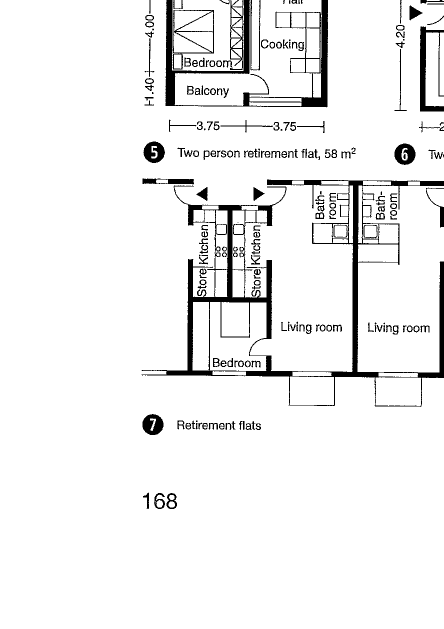 Hall
4.00
Cooking
4.20
Bedroom
1.40
Balcony
3.75 3.75
5 Two person retirement flat, 58 m²
6
Bath-
room
Bath-
room
Store Kitchen
Store Kitchen
Living room
Living room
Bedroom
7 Retirement flats
168